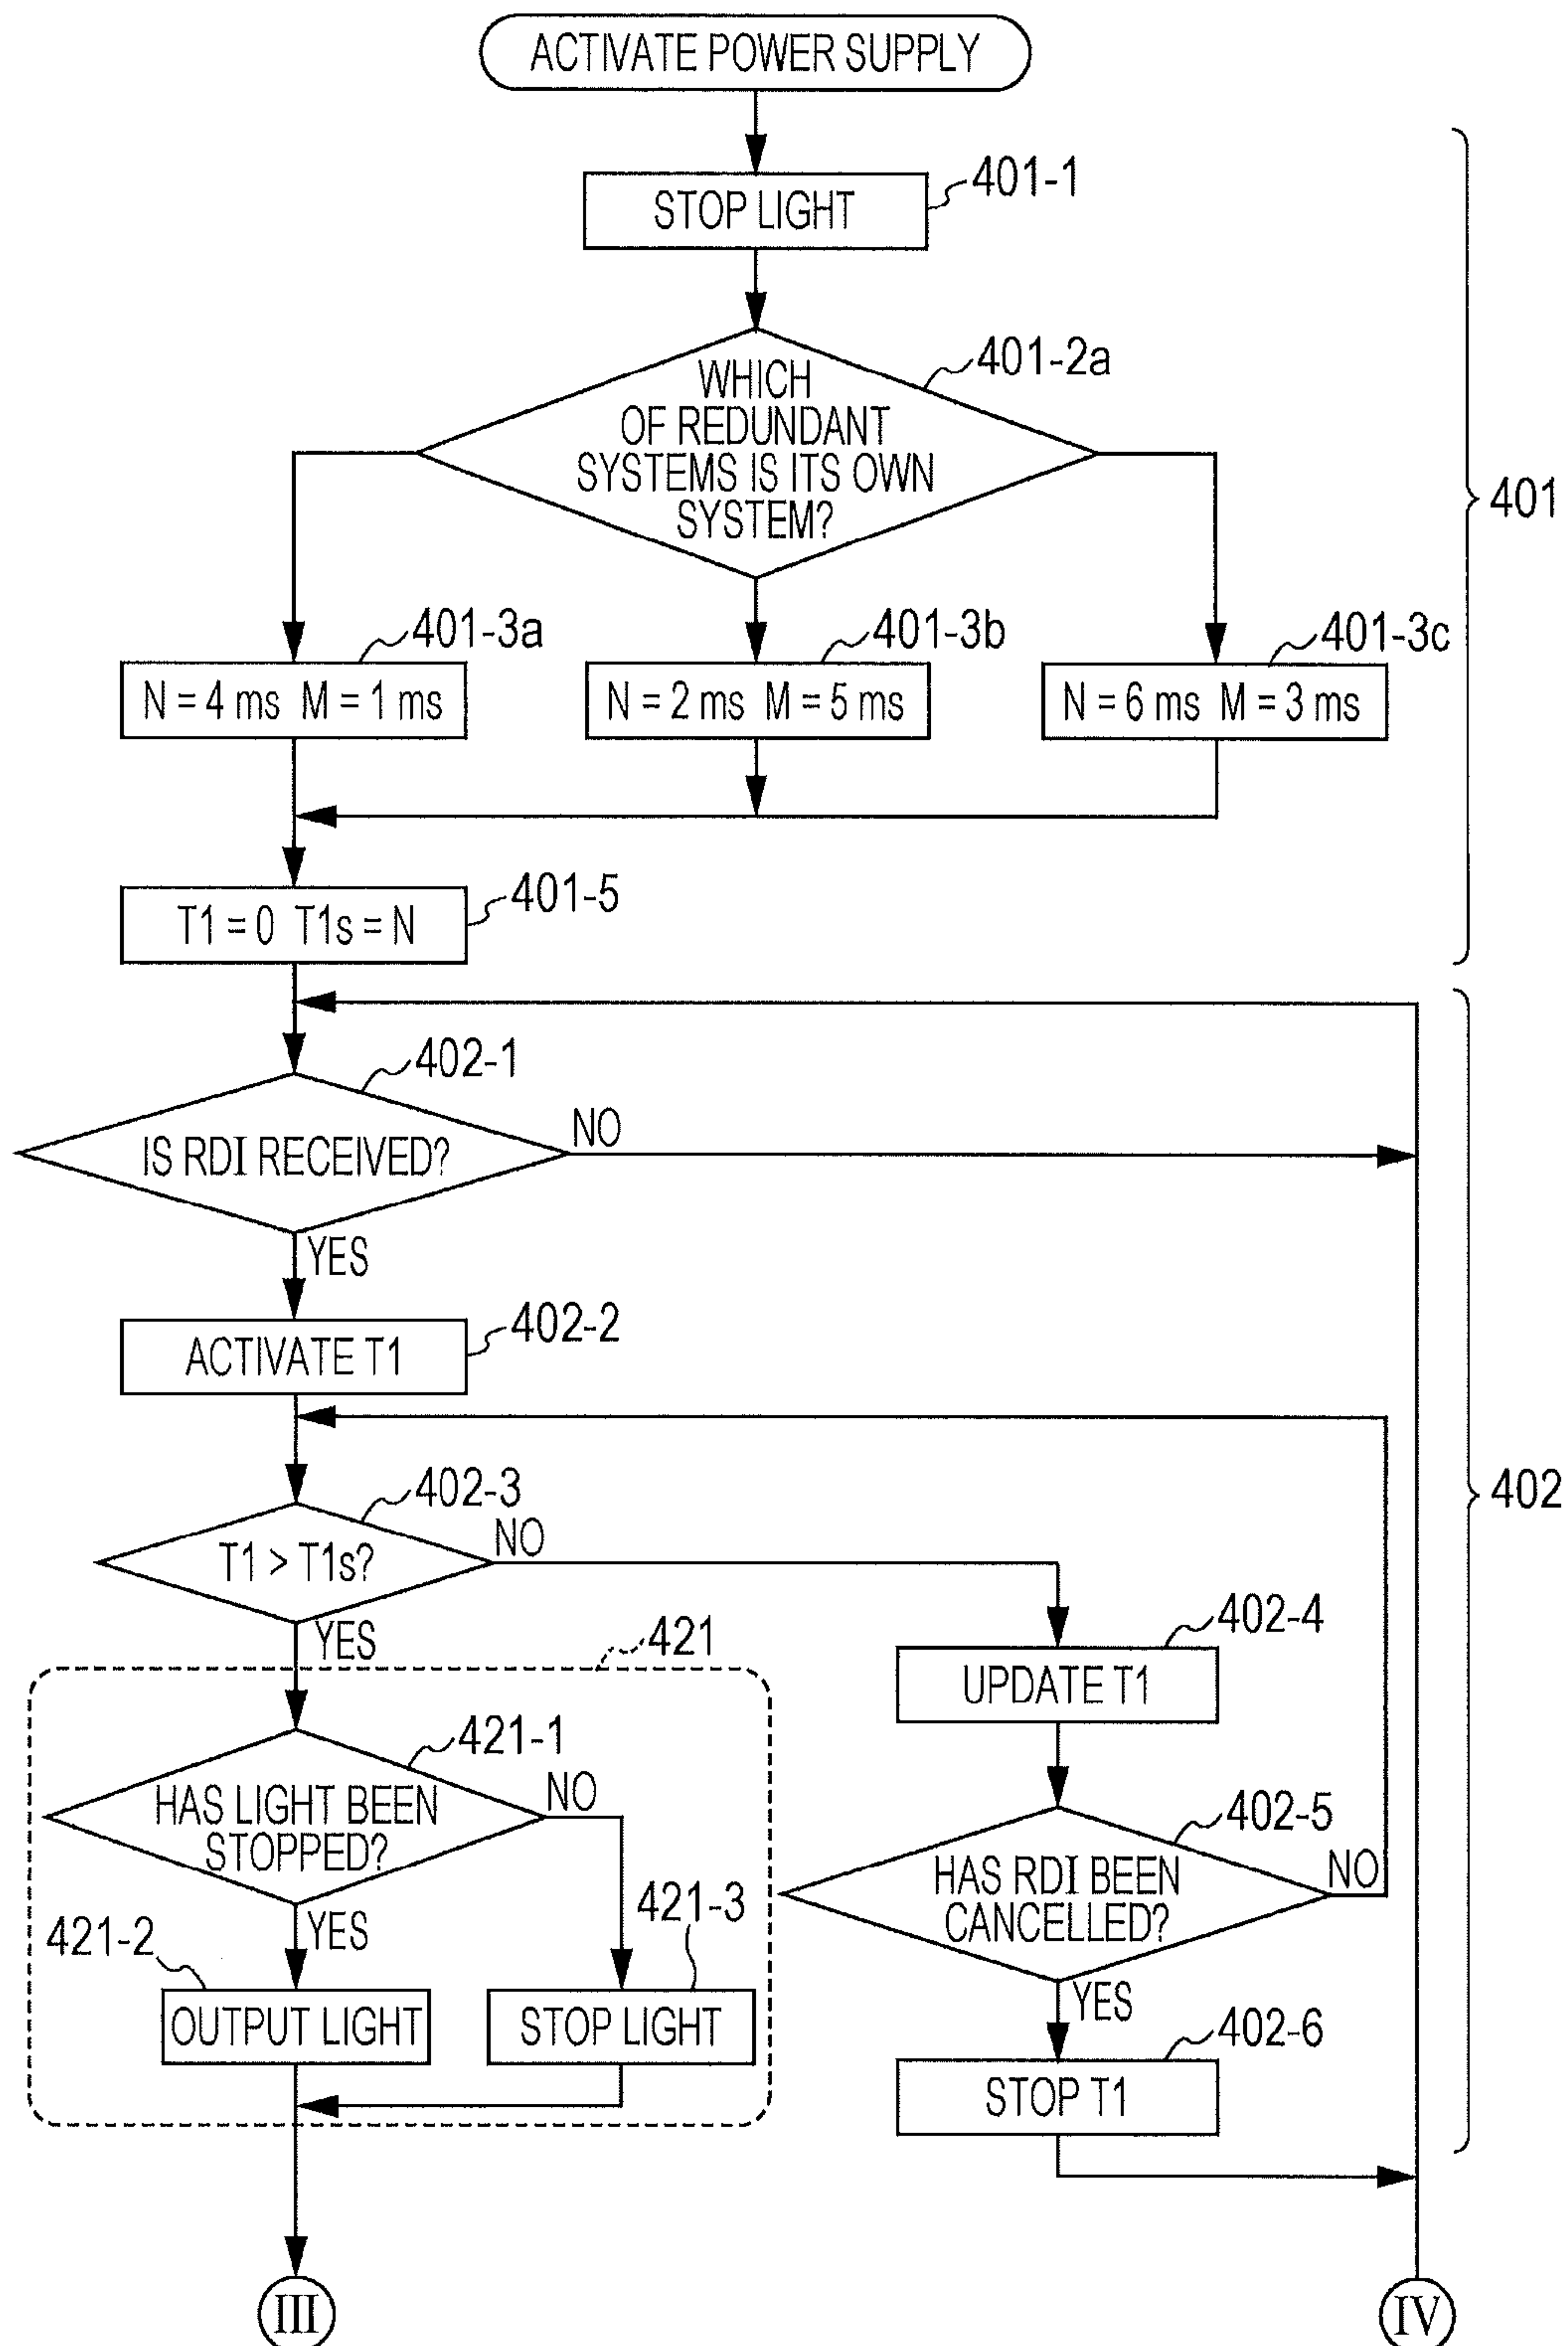 ACTIVATE POWER SUPPLY
401-1
STOP LIGHT
401-2a
WHICH
OF REDUNDANT
SYSTEMS IS ITS OWN
SYSTEM?
401
401-3a
401-3b
401-3c
N = 4 ms M = 1 ms
N = 2 ms M = 5 ms
N = 6 ms M = 3 ms
401-5
T1 = 0 T1s = N
402-1
IS RDI RECEIVED?
NO
YES
402-2
ACTIVATE T1
402-3
T1 > T1s?
NO
402
YES
421
402-4
UPDATE T1
421-1
HAS LIGHT BEEN
STOPPED?
NO
402-5
HAS RDI BEEN
CANCELLED?
NO
YES
421-2
421-3
OUTPUT LIGHT
STOP LIGHT
YES
402-6
STOP T1
III
IV